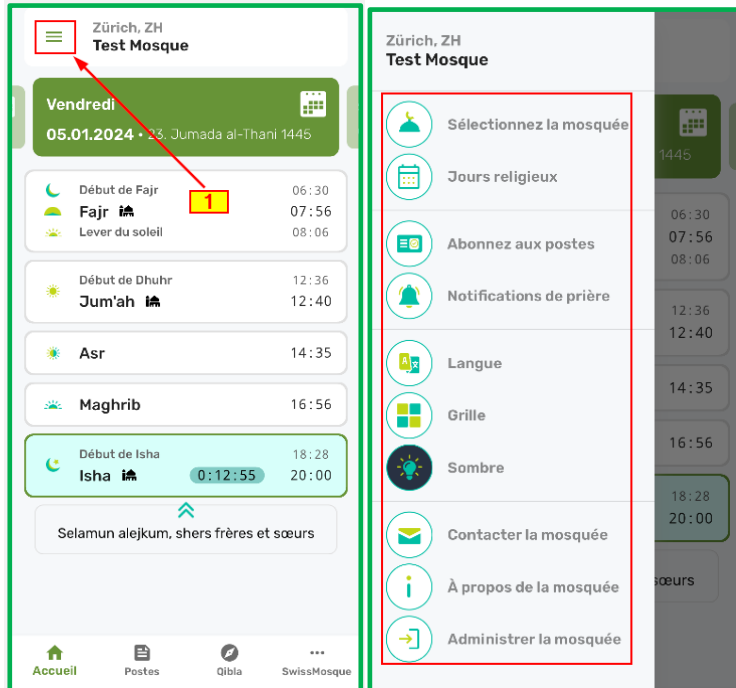 Zürich, ZH
Test Mosque
Vendredi
05.01.2024 • 23. Jumada al-Thani 1445
Début de Fajr 06:30
Fajr 07:56
Lever du soleil 08:06
1
Début de Dhuhr 12:36
Jum'ah 12:40
Asr 14:35
Maghrib 16:56
Début de Isha 18:28
Isha 0:12:55 20:00
Selamun alejkum, shers frères et sœurs
Accueil Postes Qibla SwissMosque
Zürich, ZH
Test Mosque
Sélectionnez la mosquée
Jours religieux
Abonnez aux postes
Notifications de prière
Langue
Grille
Sombre
Contacter la mosquée
À propos de la mosquée
Administrer la mosquée
1445
06:30
07:56
08:06
12:36
12:40
14:35
16:56
18:28
20:00
sœurs